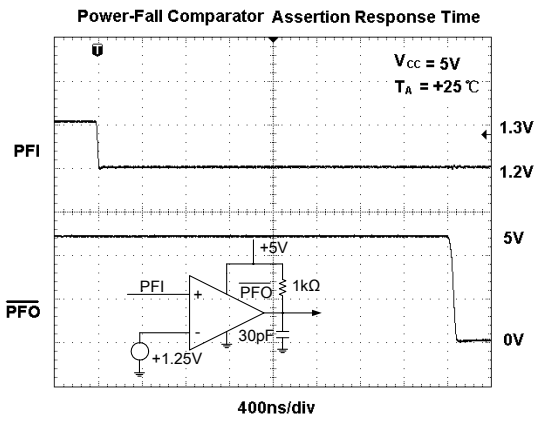 Power-Fall Comparator Assertion Response Time
T
VCC = 5V
TA = +25℃
1.3V
PFI
1.2V
5V
+5V
PFI
+
PFO
1kΩ
PFO
-
30pF
+1.25V
0V
400ns/div